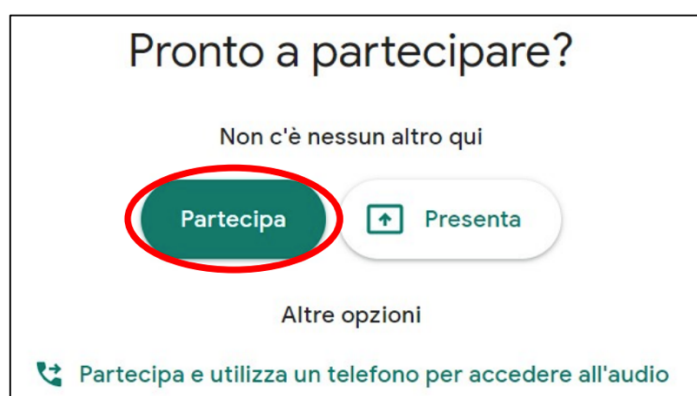 Pronto a partecipare?
Non c'è nessun altro qui
Partecipa
Presenta
Altre opzioni
Partecipa e utilizza un telefono per accedere all'audio